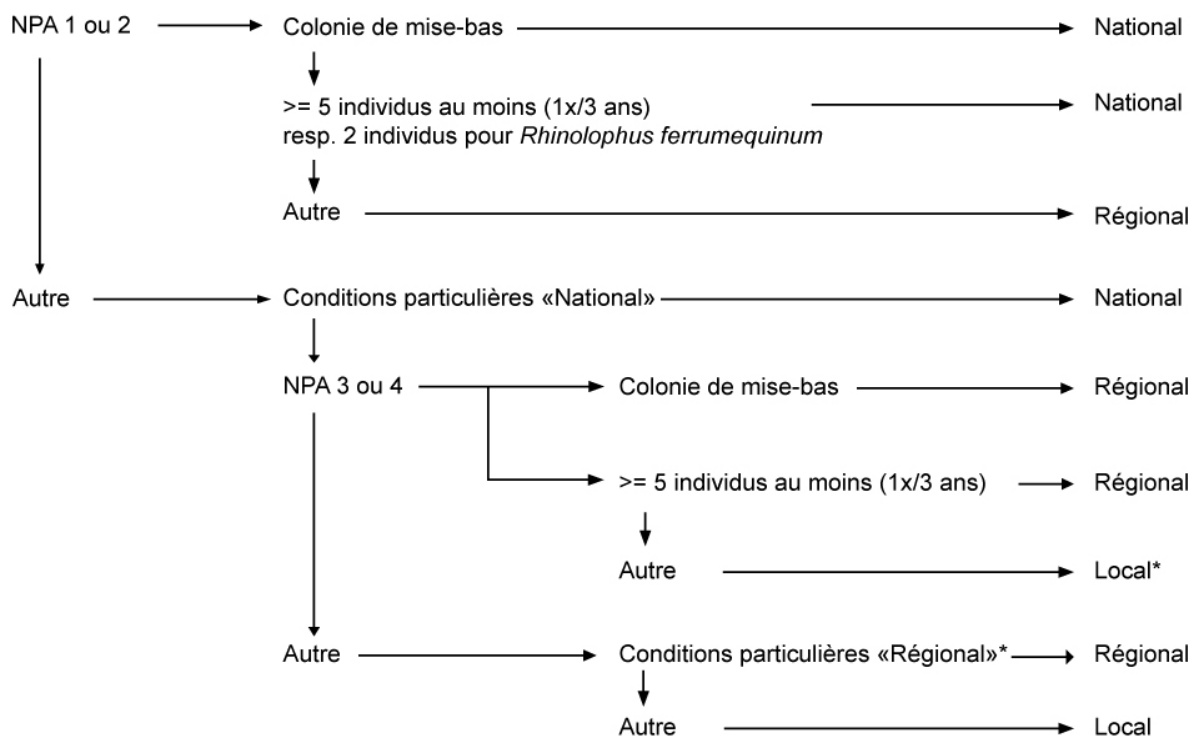 NPA 1 ou 2 Colonie de mise-bas National
>= 5 individus au moins (1x/3 ans) National
resp. 2 individus pour Rhinolophus ferrumequinum
Autre Régional
Autre Conditions particulières «National» National
NPA 3 ou 4 Colonie de mise-bas Régional
>= 5 individus au moins (1x/3 ans) Régional
Autre Local*
Autre Conditions particulières «Régional»* Régional
Autre Local